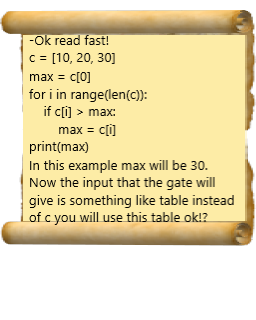 -Ok read fast!
c = [10, 20, 30]
max = c[0]
for i in range(len(c)):
    if c[i] > max:
        max = c[i]
print(max)
In this example max will be 30.
Now the input that the gate will
give is something like table instead
of c you will use this table ok!?